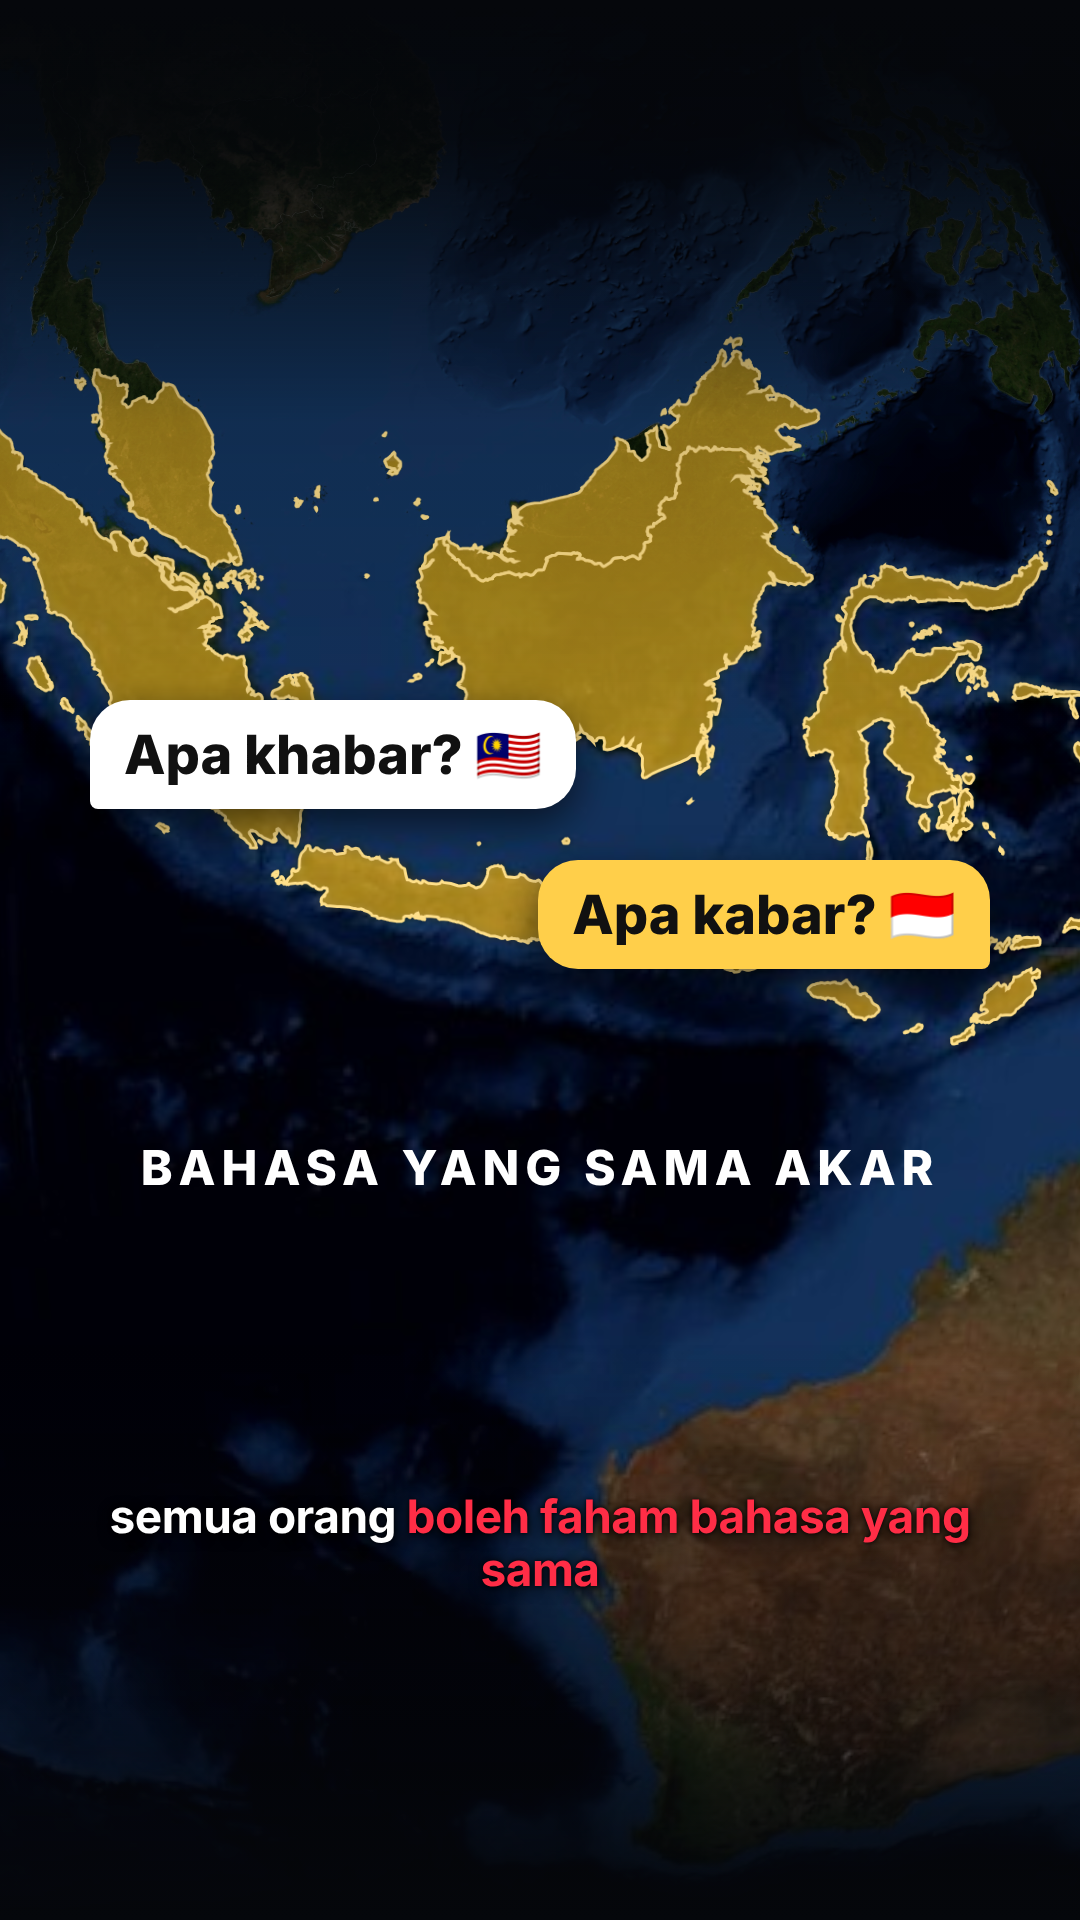 Apa khabar? 🇲🇾
Apa kabar? 🇮🇩
BAHASA YANG SAMA AKAR
semua orang boleh faham bahasa yang
sama